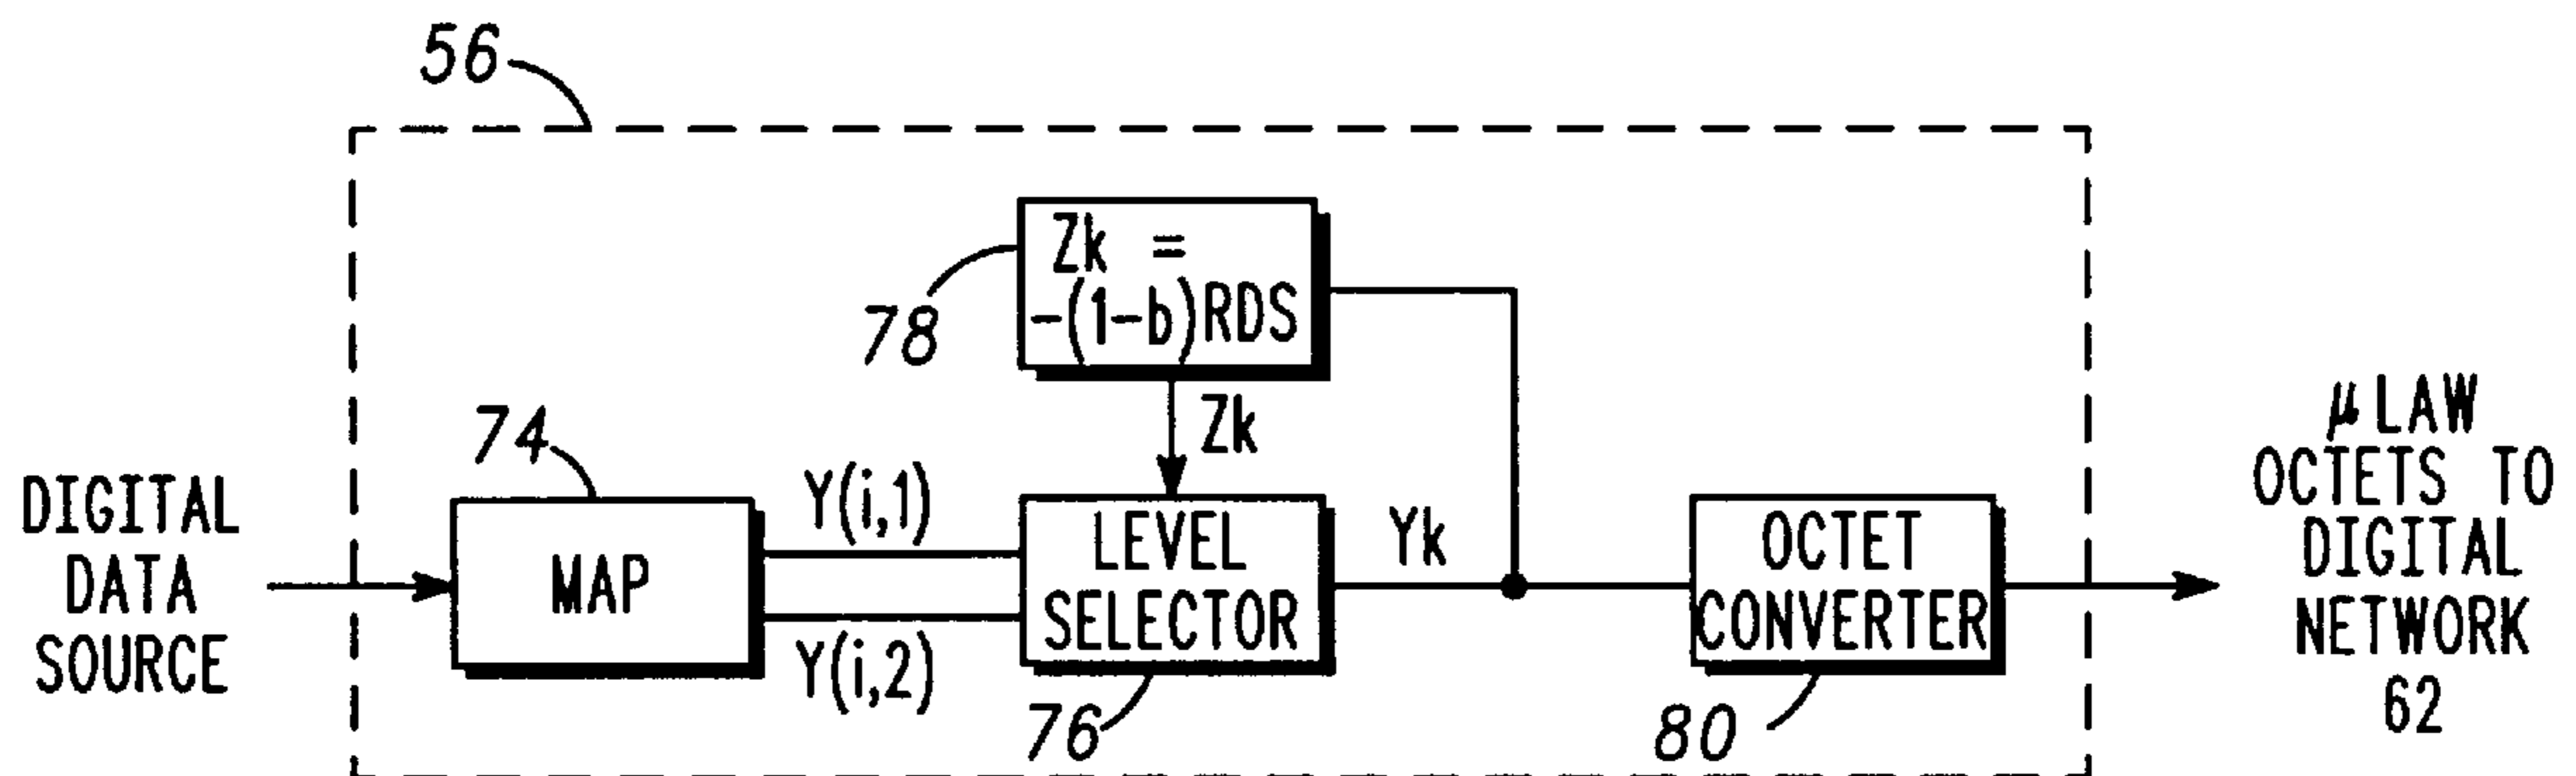 56
DIGITAL
DATA
SOURCE
74
MAP
Y(i,1)
Y(i,2)
78
Zk =
-(1-b)RDS
Zk
LEVEL
SELECTOR
76
Yk
OCTET
CONVERTER
80
μ LAW
OCTETS TO
DIGITAL
NETWORK
62